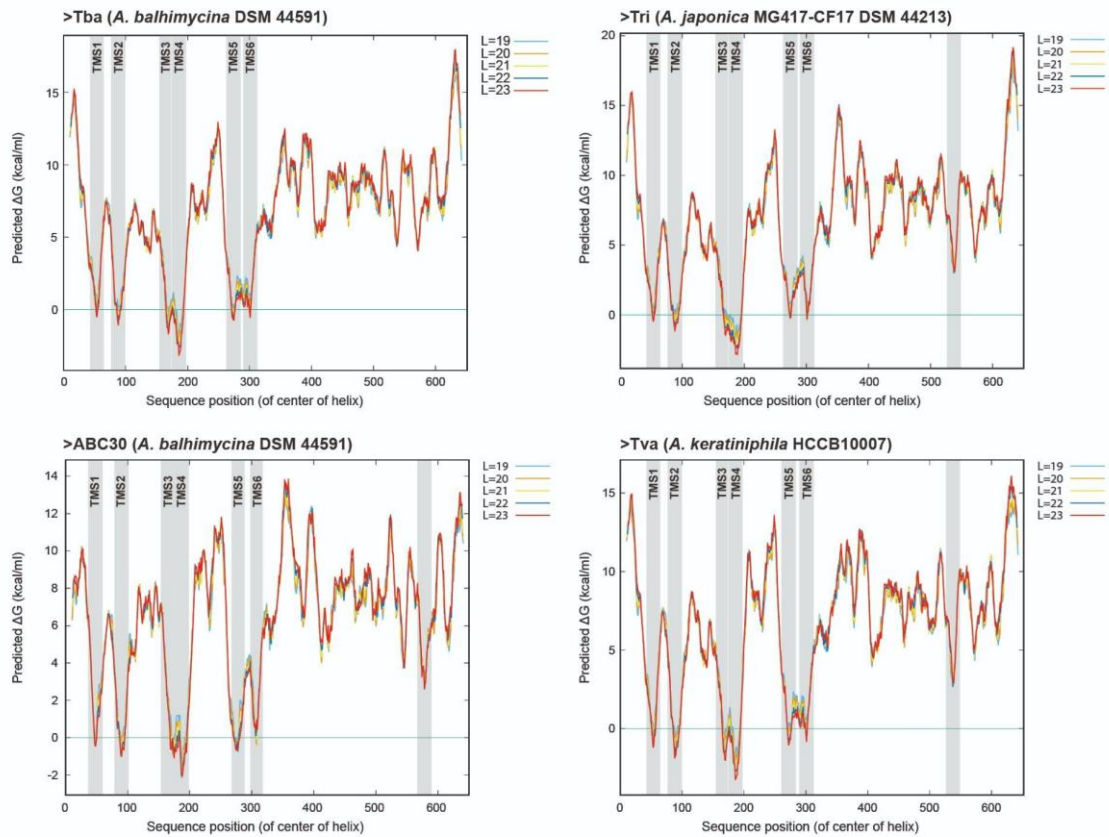 >Tba (A. balhimycina DSM 44591)
TMS1
TMS2
TMS3
TMS4
TMS5
TMS6
L=19
L=20
L=21
L=22
L=23
Predicted ΔG (kcal/ml)
15
10
5
0
0 100 200 300 400 500 600
Sequence position (of center of helix)
>Tri (A. japonica MG417-CF17 DSM 44213)
TMS1
TMS2
TMS3
TMS4
TMS5
TMS6
L=19
L=20
L=21
L=22
L=23
Predicted ΔG (kcal/ml)
20
15
10
5
0
0 100 200 300 400 500 600
Sequence position (of center of helix)
>ABC30 (A. balhimycina DSM 44591)
TMS1
TMS2
TMS3
TMS4
TMS5
TMS6
L=19
L=20
L=21
L=22
L=23
Predicted ΔG (kcal/ml)
14
12
10
8
6
4
2
0
-2
0 100 200 300 400 500 600
Sequence position (of center of helix)
>Tva (A. keratiniphila HCCB10007)
TMS1
TMS2
TMS3
TMS4
TMS5
TMS6
L=19
L=20
L=21
L=22
L=23
Predicted ΔG (kcal/ml)
15
10
5
0
0 100 200 300 400 500 600
Sequence position (of center of helix)